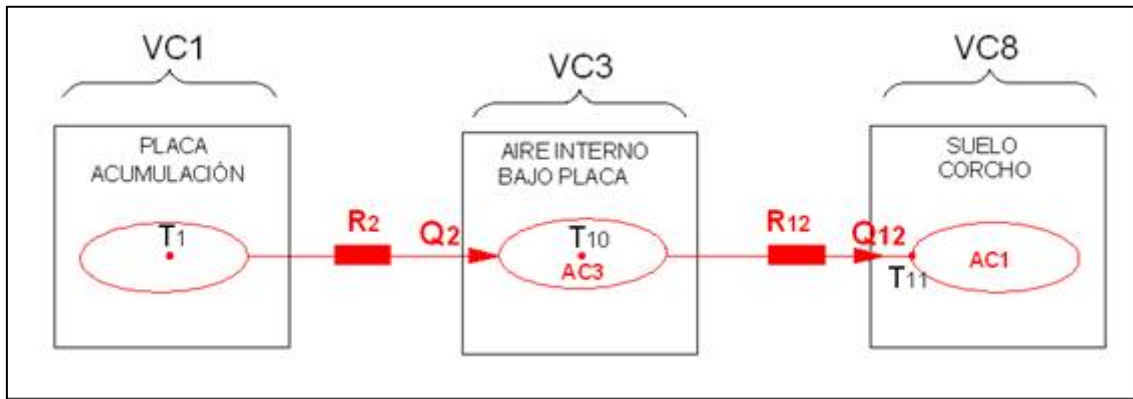 VC1
VC3
VC8
PLACA
ACUMULACIÓN
AIRE INTERNO
BAJO PLACA
SUELO
CORCHO
T1
R2
Q2
T10
AC3
R12
Q12
T11
AC1